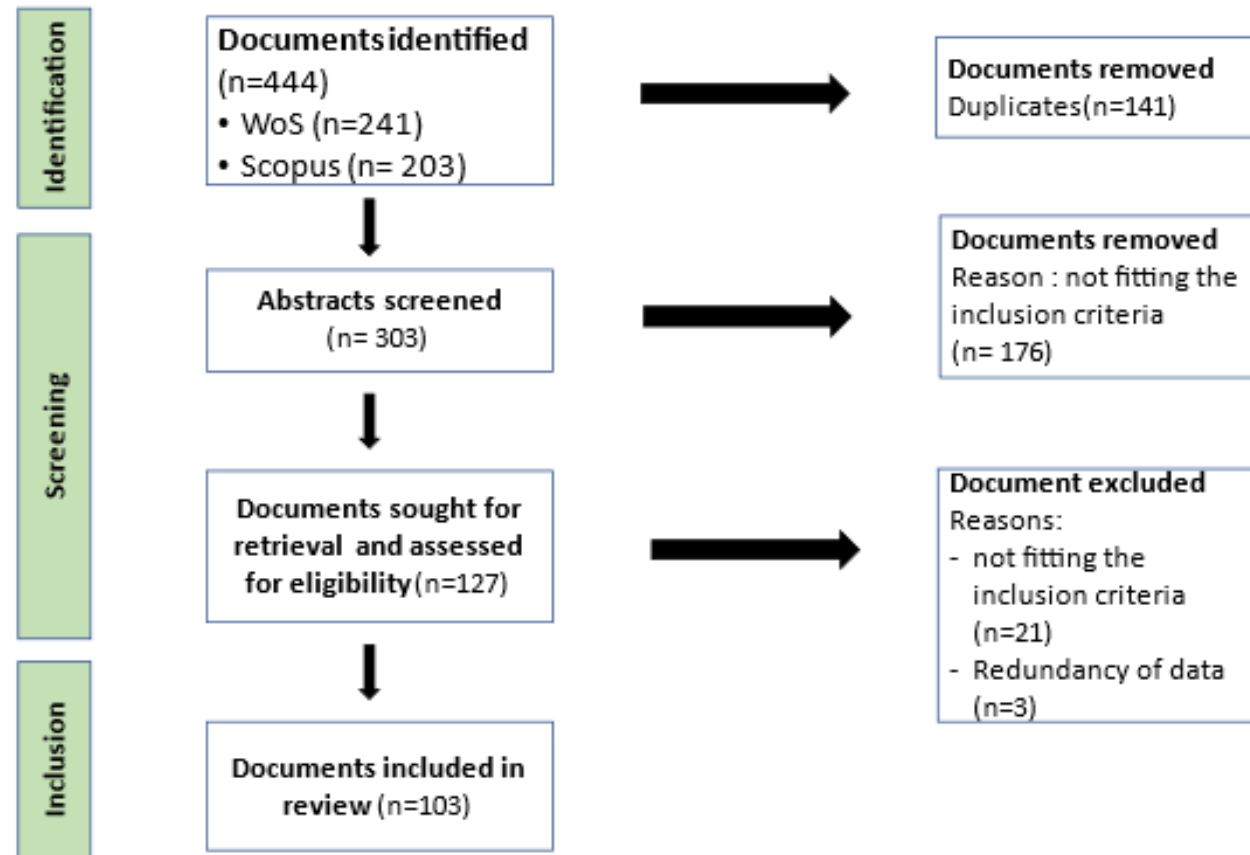 Identification
Documents identified
(n=444)
• WoS (n=241)
• Scopus (n= 203)
Documents removed
Duplicates(n=141)
Screening
Abstracts screened
(n= 303)
Documents removed
Reason : not fitting the
inclusion criteria
(n= 176)
Documents sought for
retrieval and assessed
for eligibility (n=127)
Document excluded
Reasons:
- not fitting the
inclusion criteria
(n=21)
- Redundancy of data
(n=3)
Inclusion
Documents included in
review (n=103)